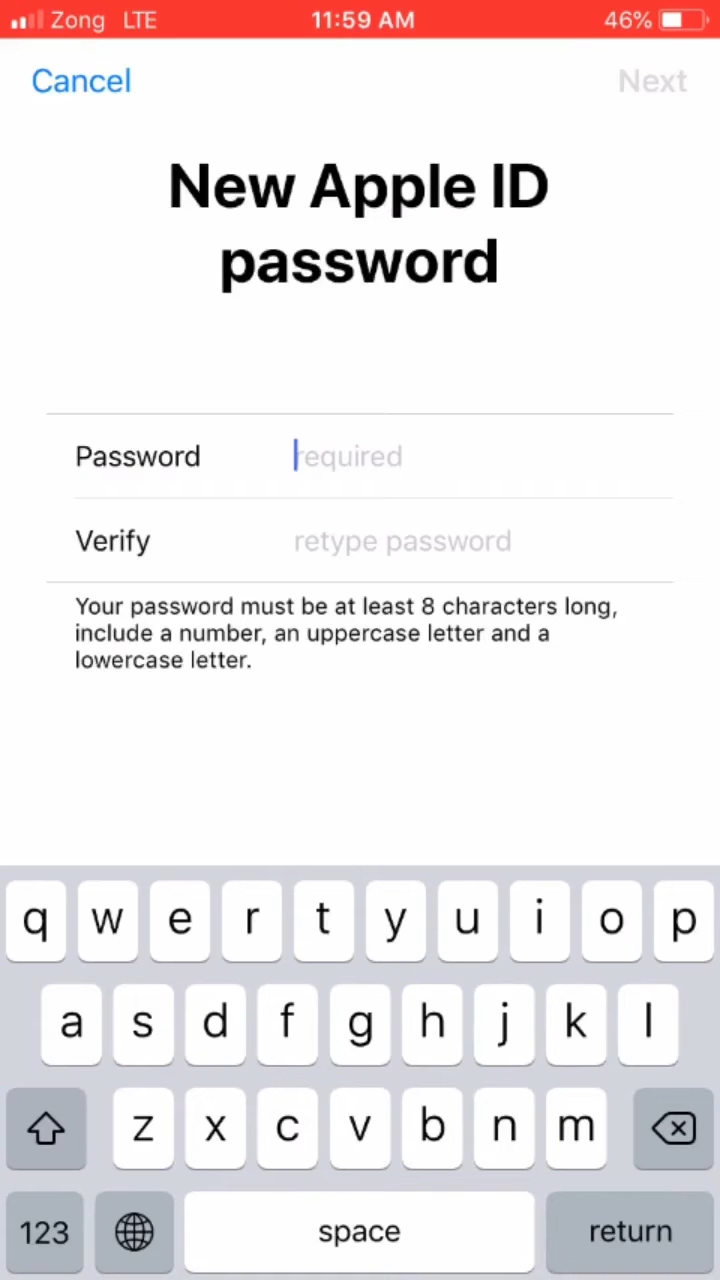 Zong LTE 11:59 AM 46%
Cancel Next
New Apple ID
password
Password required
Verify retype password
Your password must be at least 8 characters long,
include a number, an uppercase letter and a
lowercase letter.
q w e r t y u i o p
a s d f g h j k l
z x c v b n m
123 space return